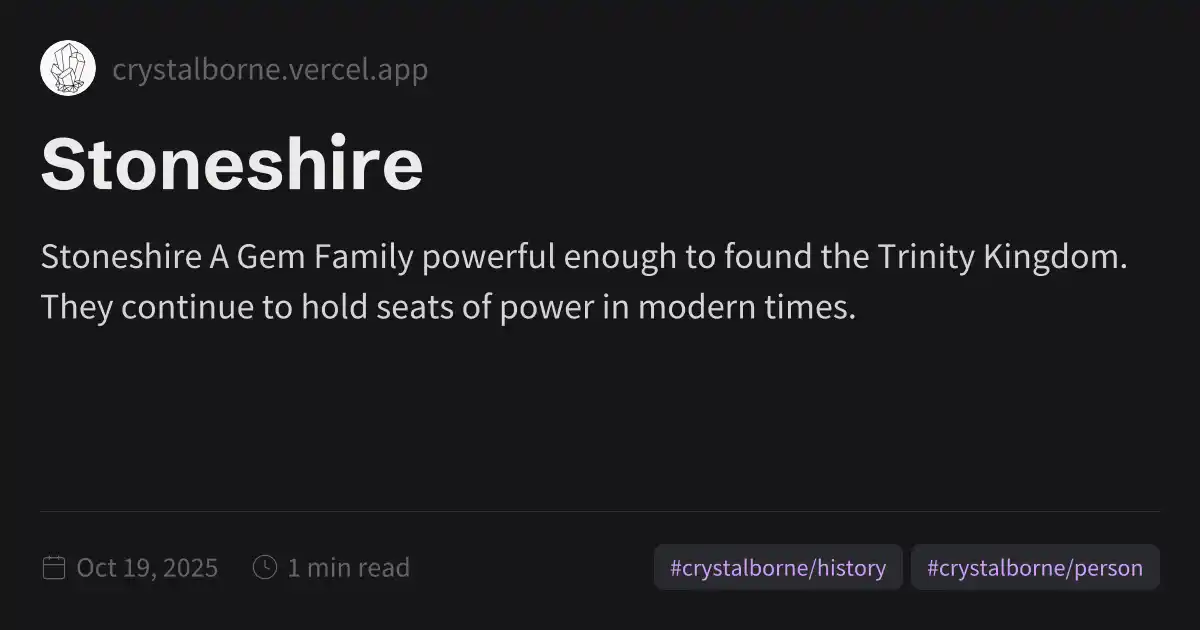 crystalborne.vercel.app
Stoneshire
Stoneshire A Gem Family powerful enough to found the Trinity Kingdom.
They continue to hold seats of power in modern times.
Oct 19, 2025
1 min read
#crystalborne/history
#crystalborne/person